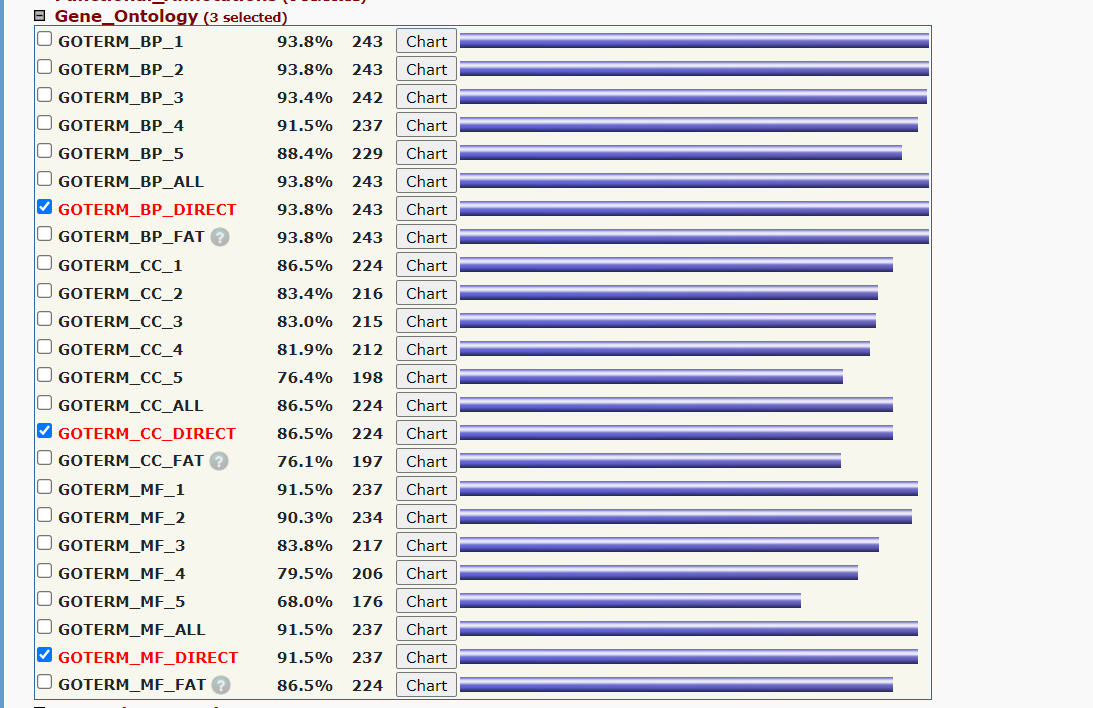 Gene_Ontology (3 selected)
GOTERM_BP_1 93.8% 243 Chart
GOTERM_BP_2 93.8% 243 Chart
GOTERM_BP_3 93.4% 242 Chart
GOTERM_BP_4 91.5% 237 Chart
GOTERM_BP_5 88.4% 229 Chart
GOTERM_BP_ALL 93.8% 243 Chart
GOTERM_BP_DIRECT 93.8% 243 Chart
GOTERM_BP_FAT ? 93.8% 243 Chart
GOTERM_CC_1 86.5% 224 Chart
GOTERM_CC_2 83.4% 216 Chart
GOTERM_CC_3 83.0% 215 Chart
GOTERM_CC_4 81.9% 212 Chart
GOTERM_CC_5 76.4% 198 Chart
GOTERM_CC_ALL 86.5% 224 Chart
GOTERM_CC_DIRECT 86.5% 224 Chart
GOTERM_CC_FAT ? 76.1% 197 Chart
GOTERM_MF_1 91.5% 237 Chart
GOTERM_MF_2 90.3% 234 Chart
GOTERM_MF_3 83.8% 217 Chart
GOTERM_MF_4 79.5% 206 Chart
GOTERM_MF_5 68.0% 176 Chart
GOTERM_MF_ALL 91.5% 237 Chart
GOTERM_MF_DIRECT 91.5% 237 Chart
GOTERM_MF_FAT ? 86.5% 224 Chart